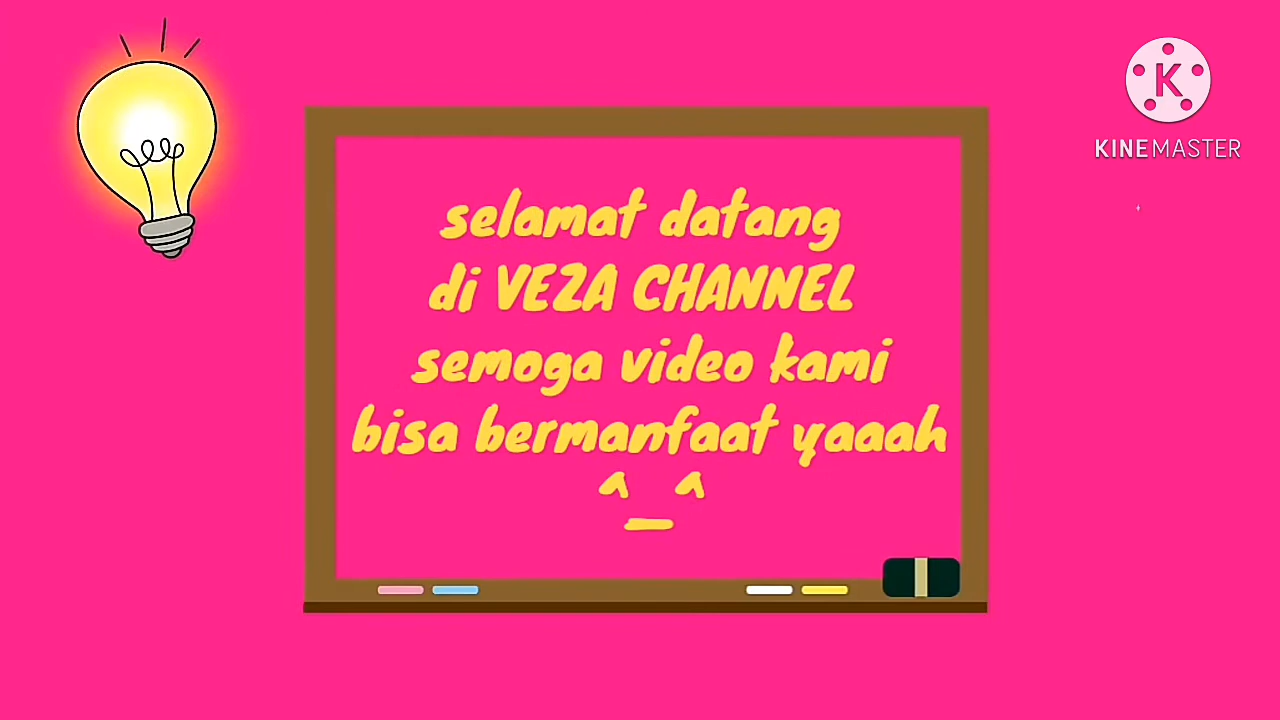 K
KINEMASTER
selamat datang
di VEZA CHANNEL
semoga video kami
bisa bermanfaat yaaah
^_^